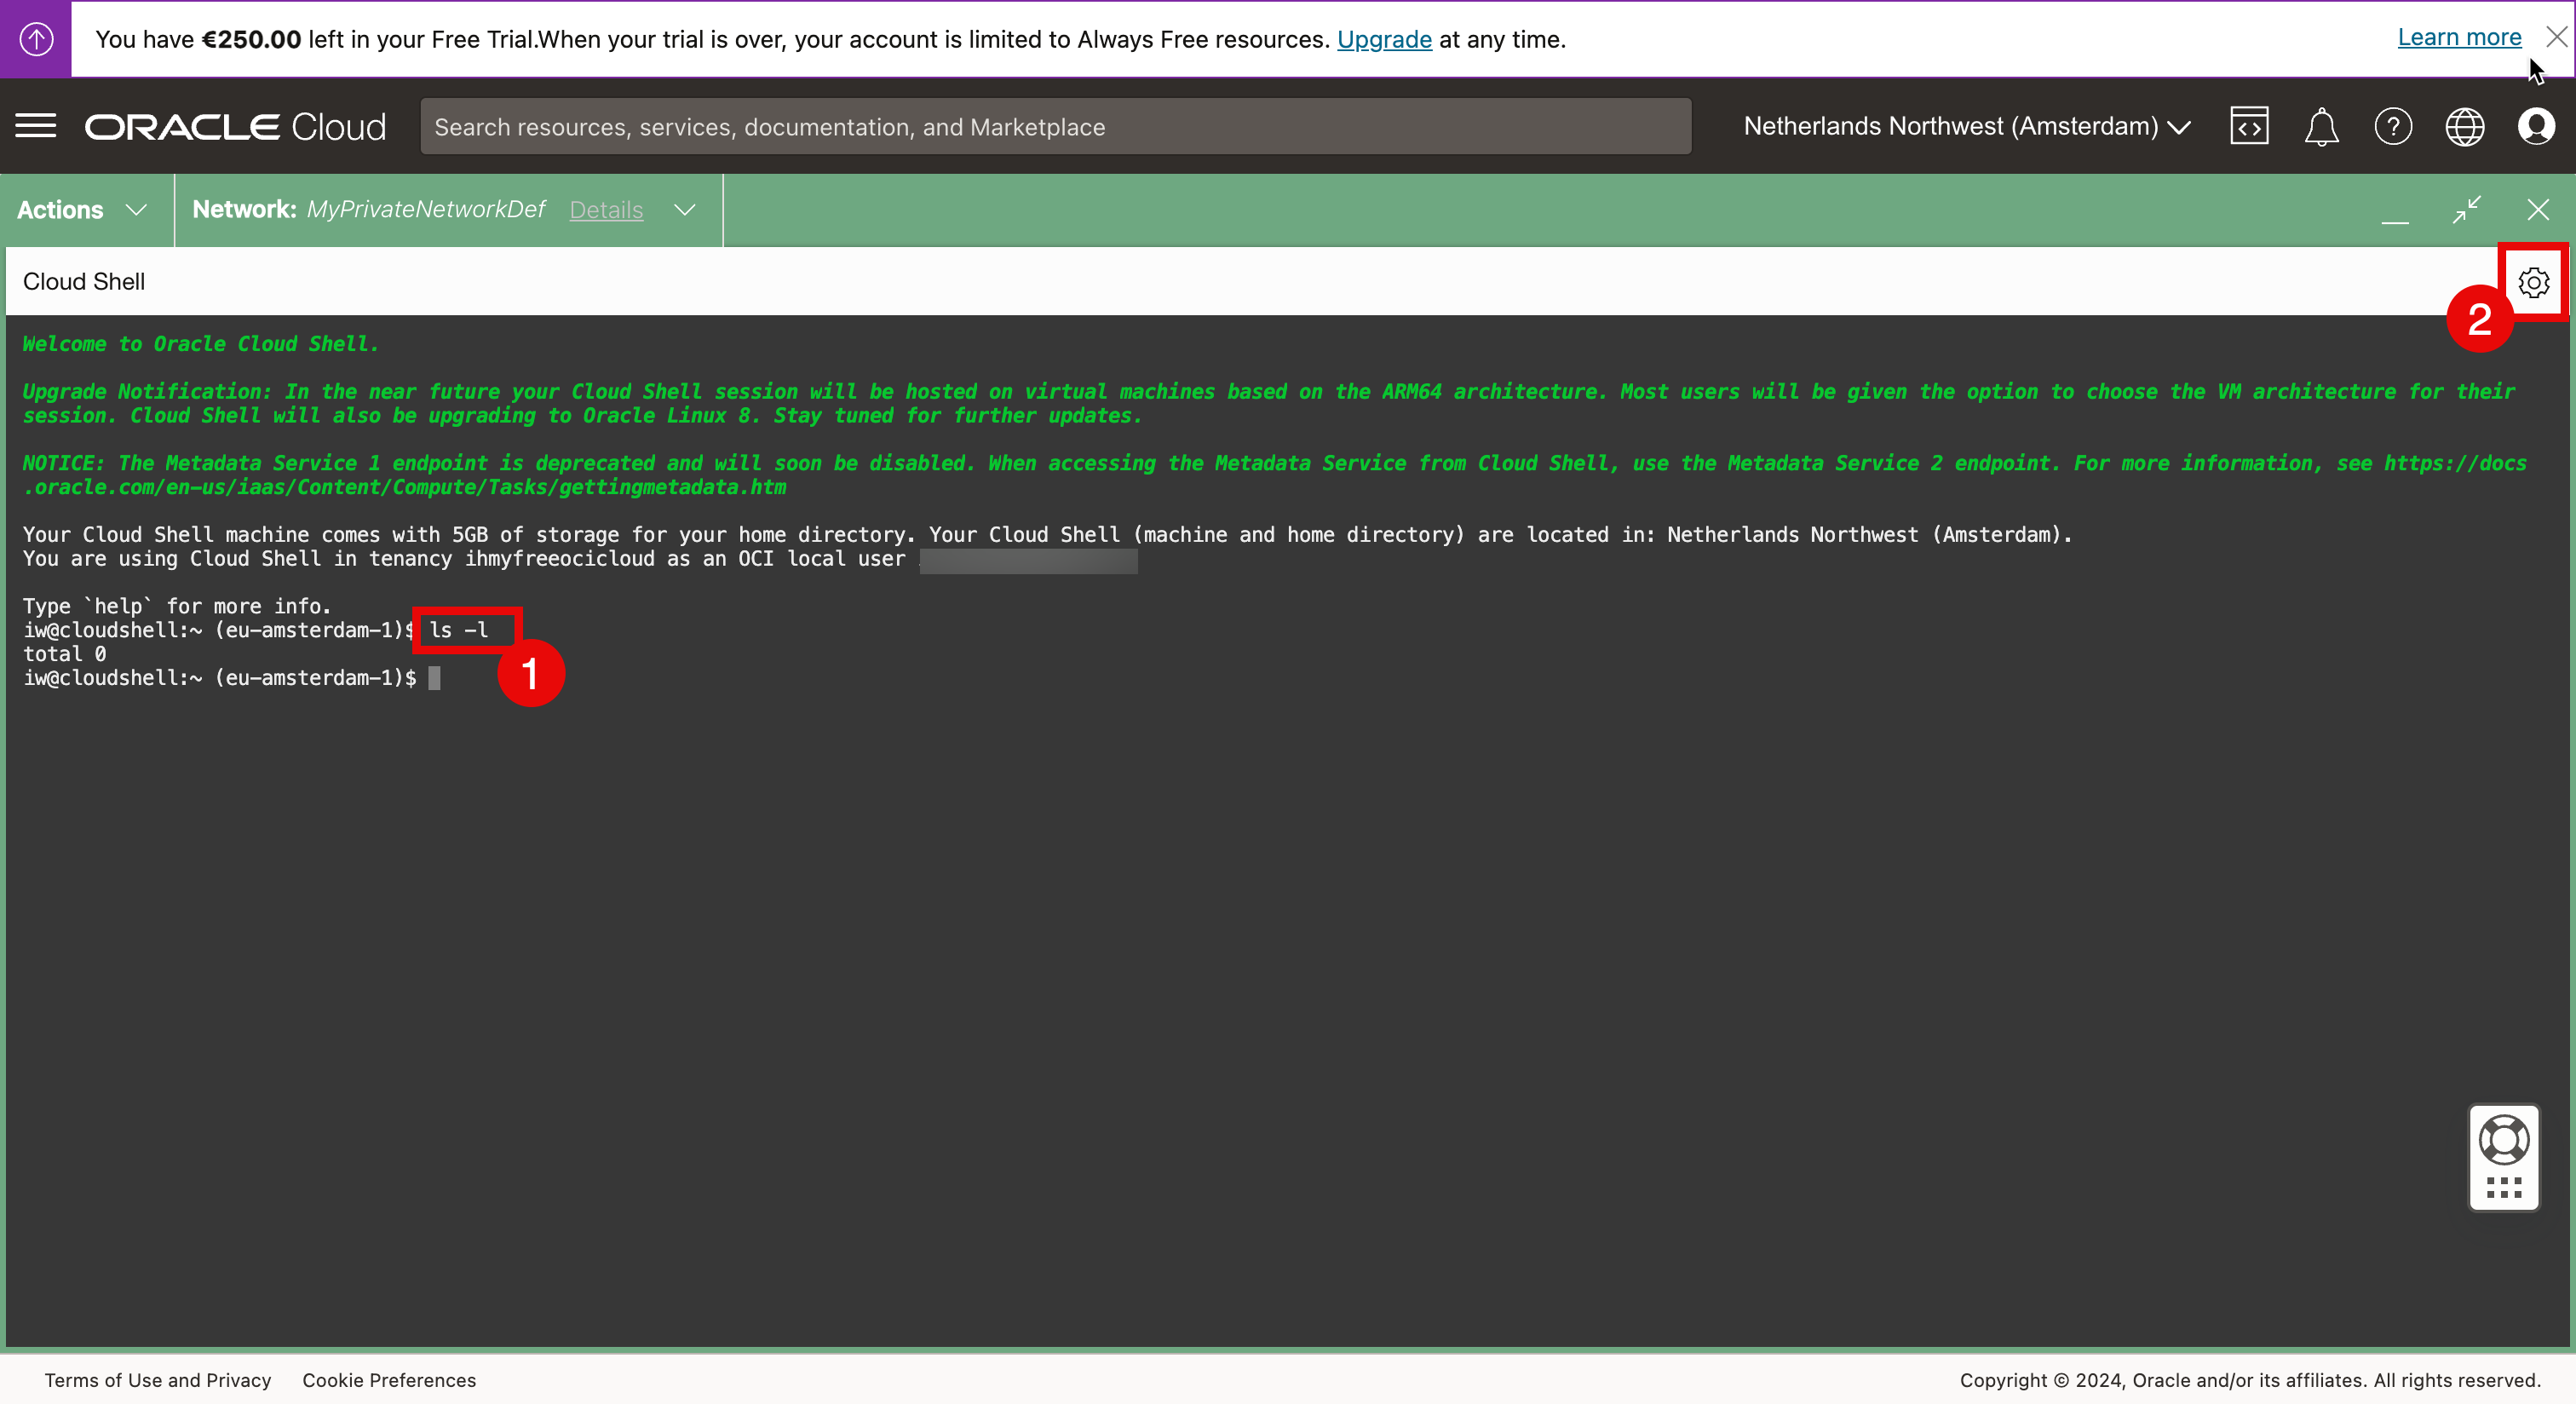 You have €250.00 left in your Free Trial.When your trial is over, your account is limited to Always Free resources. Upgrade at any time.
Learn more
ORACLE Cloud
Search resources, services, documentation, and Marketplace
Netherlands Northwest (Amsterdam)
Actions
Network: MyPrivateNetworkDef Details
Cloud Shell
2
Welcome to Oracle Cloud Shell.
Upgrade Notification: In the near future your Cloud Shell session will be hosted on virtual machines based on the ARM64 architecture. Most users will be given the option to choose the VM architecture for their
session. Cloud Shell will also be upgrading to Oracle Linux 8. Stay tuned for further updates.
NOTICE: The Metadata Service 1 endpoint is deprecated and will soon be disabled. When accessing the Metadata Service from Cloud Shell, use the Metadata Service 2 endpoint. For more information, see https://docs
.oracle.com/en-us/iaas/Content/Compute/Tasks/gettingmetadata.htm
Your Cloud Shell machine comes with 5GB of storage for your home directory. Your Cloud Shell (machine and home directory) are located in: Netherlands Northwest (Amsterdam).
You are using Cloud Shell in tenancy ihmyfreeocicloud as an OCI local user
Type `help` for more info.
iw@cloudshell:~ (eu-amsterdam-1)$ ls -l
total 0
iw@cloudshell:~ (eu-amsterdam-1)$
1
Terms of Use and Privacy
Cookie Preferences
Copyright © 2024, Oracle and/or its affiliates. All rights reserved.